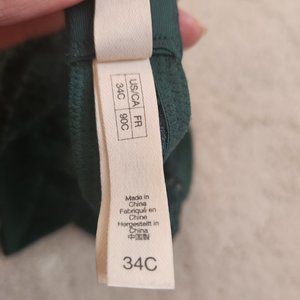 US/CA FR
34C 90C
Made in
China
Fabriqué en
Chine
Hergestellt in
China
中国製
34C